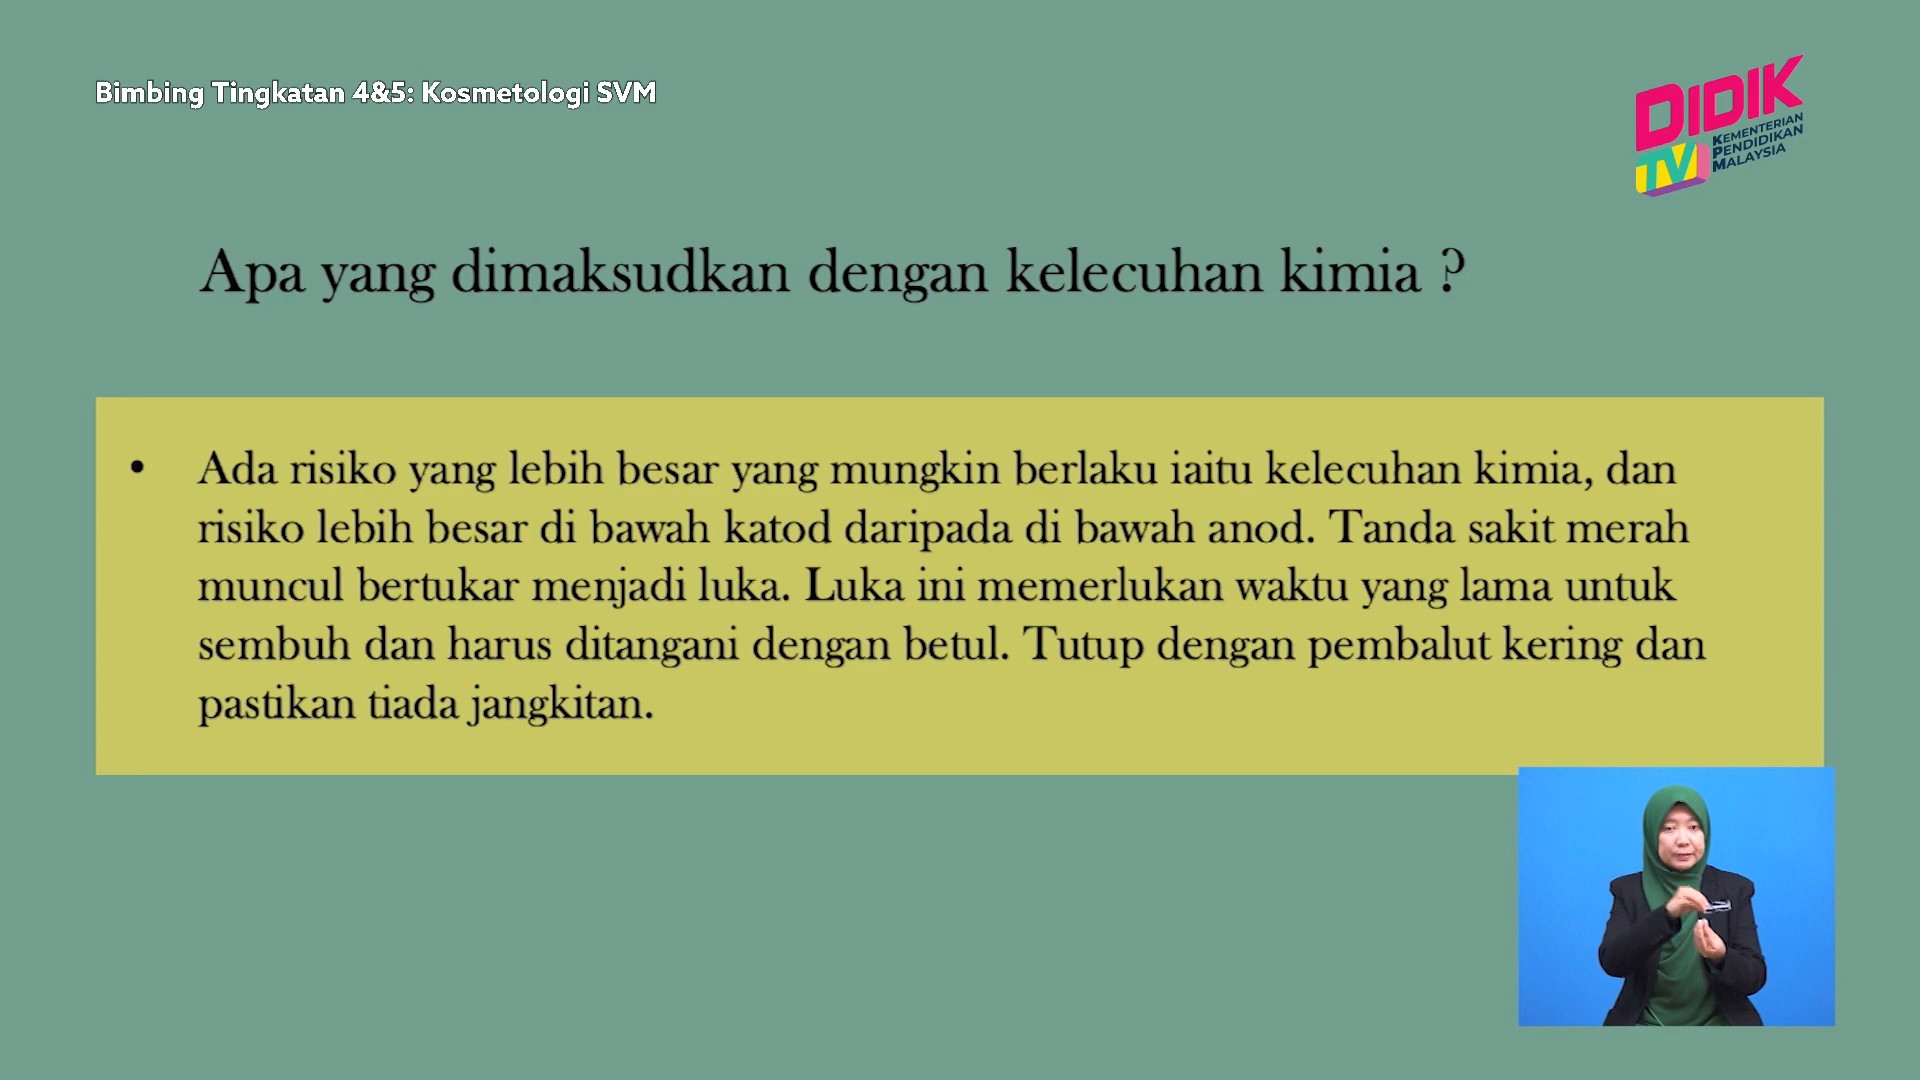 Bimbing Tingkatan 4&5: Kosmetologi SVM
DIDIK
TV
KEMENTERIAN
PENDIDIKAN
MALAYSIA
Apa yang dimaksudkan dengan kelecuhan kimia ?
• Ada risiko yang lebih besar yang mungkin berlaku iaitu kelecuhan kimia, dan
risiko lebih besar di bawah katod daripada di bawah anod. Tanda sakit merah
muncul bertukar menjadi luka. Luka ini memerlukan waktu yang lama untuk
sembuh dan harus ditangani dengan betul. Tutup dengan pembalut kering dan
pastikan tiada jangkitan.